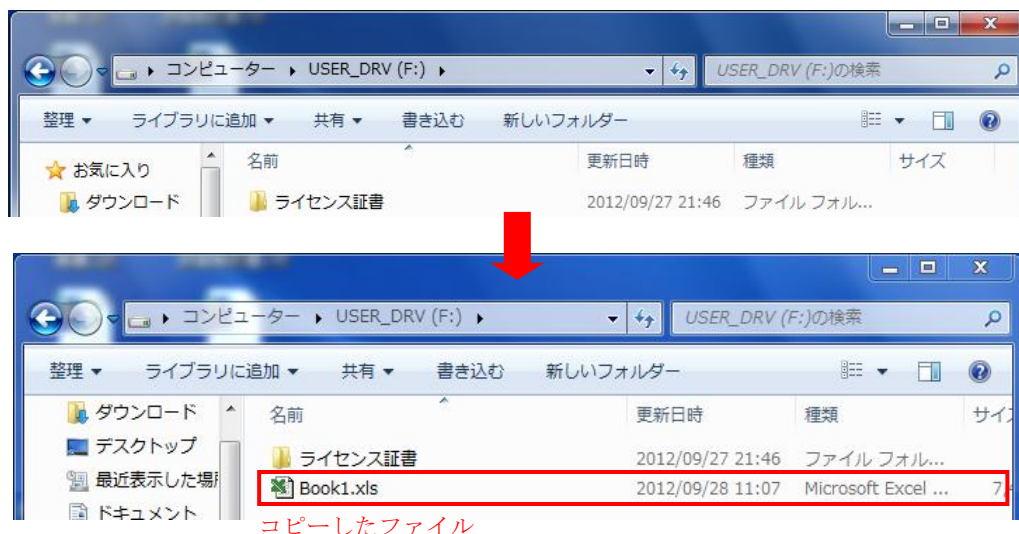 コンピューター ▸ USER_DRV (F:) ▸
USER_DRV (F:)の検索
整理 ▼ ライブラリに追加 ▼ 共有 ▼ 書き込む 新しいフォルダー
お気に入り
ダウンロード
名前 更新日時 種類 サイズ
ライセンス証書 2012/09/27 21:46 ファイル フォル...
コンピューター ▸ USER_DRV (F:) ▸
USER_DRV (F:)の検索
整理 ▼ ライブラリに追加 ▼ 共有 ▼ 書き込む 新しいフォルダー
ダウンロード
デスクトップ
最近表示した場
ドキュメント
名前 更新日時 種類 サイ
ライセンス証書 2012/09/27 21:46 ファイル フォル...
Book1.xls 2012/09/28 11:07 Microsoft Excel ... 7,
コピーしたファイル